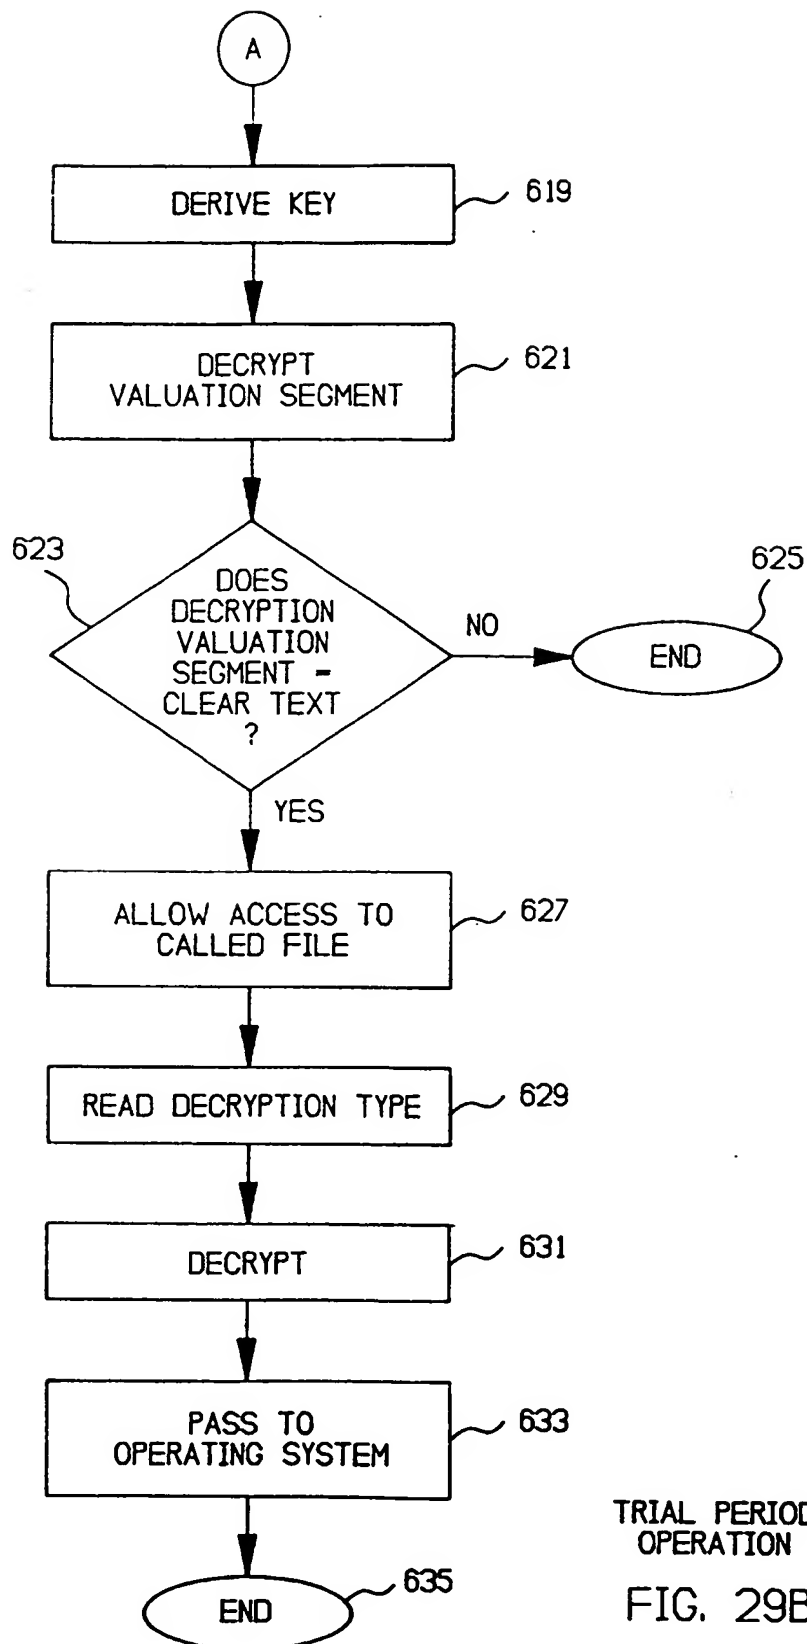 A
DERIVE KEY
619
DECRYPT
VALUATION SEGMENT
621
623
DOES
DECRYPTION
VALUATION
SEGMENT -
CLEAR TEXT
?
NO
625
END
YES
ALLOW ACCESS TO
CALLED FILE
627
READ DECRYPTION TYPE
629
DECRYPT
631
PASS TO
OPERATING SYSTEM
633
END
635
TRIAL PERIOD
OPERATION
FIG. 29B